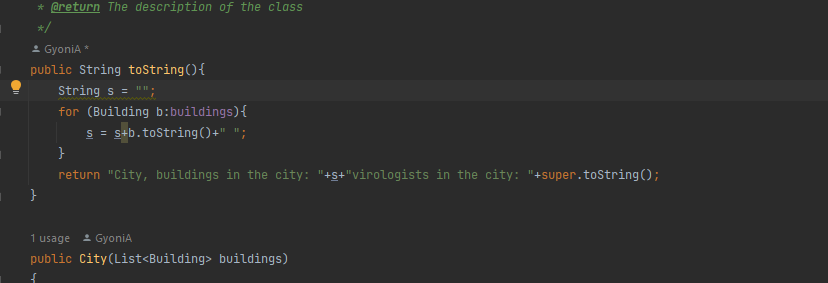 * @return The description of the class
*/
GyoniA *
public String toString(){
String s = "";
for (Building b:buildings){
s = s+b.toString()+" ";
}
return "City, buildings in the city: "+s+"virologists in the city: "+super.toString();
}
1 usage GyoniA
public City(List<Building> buildings)
{